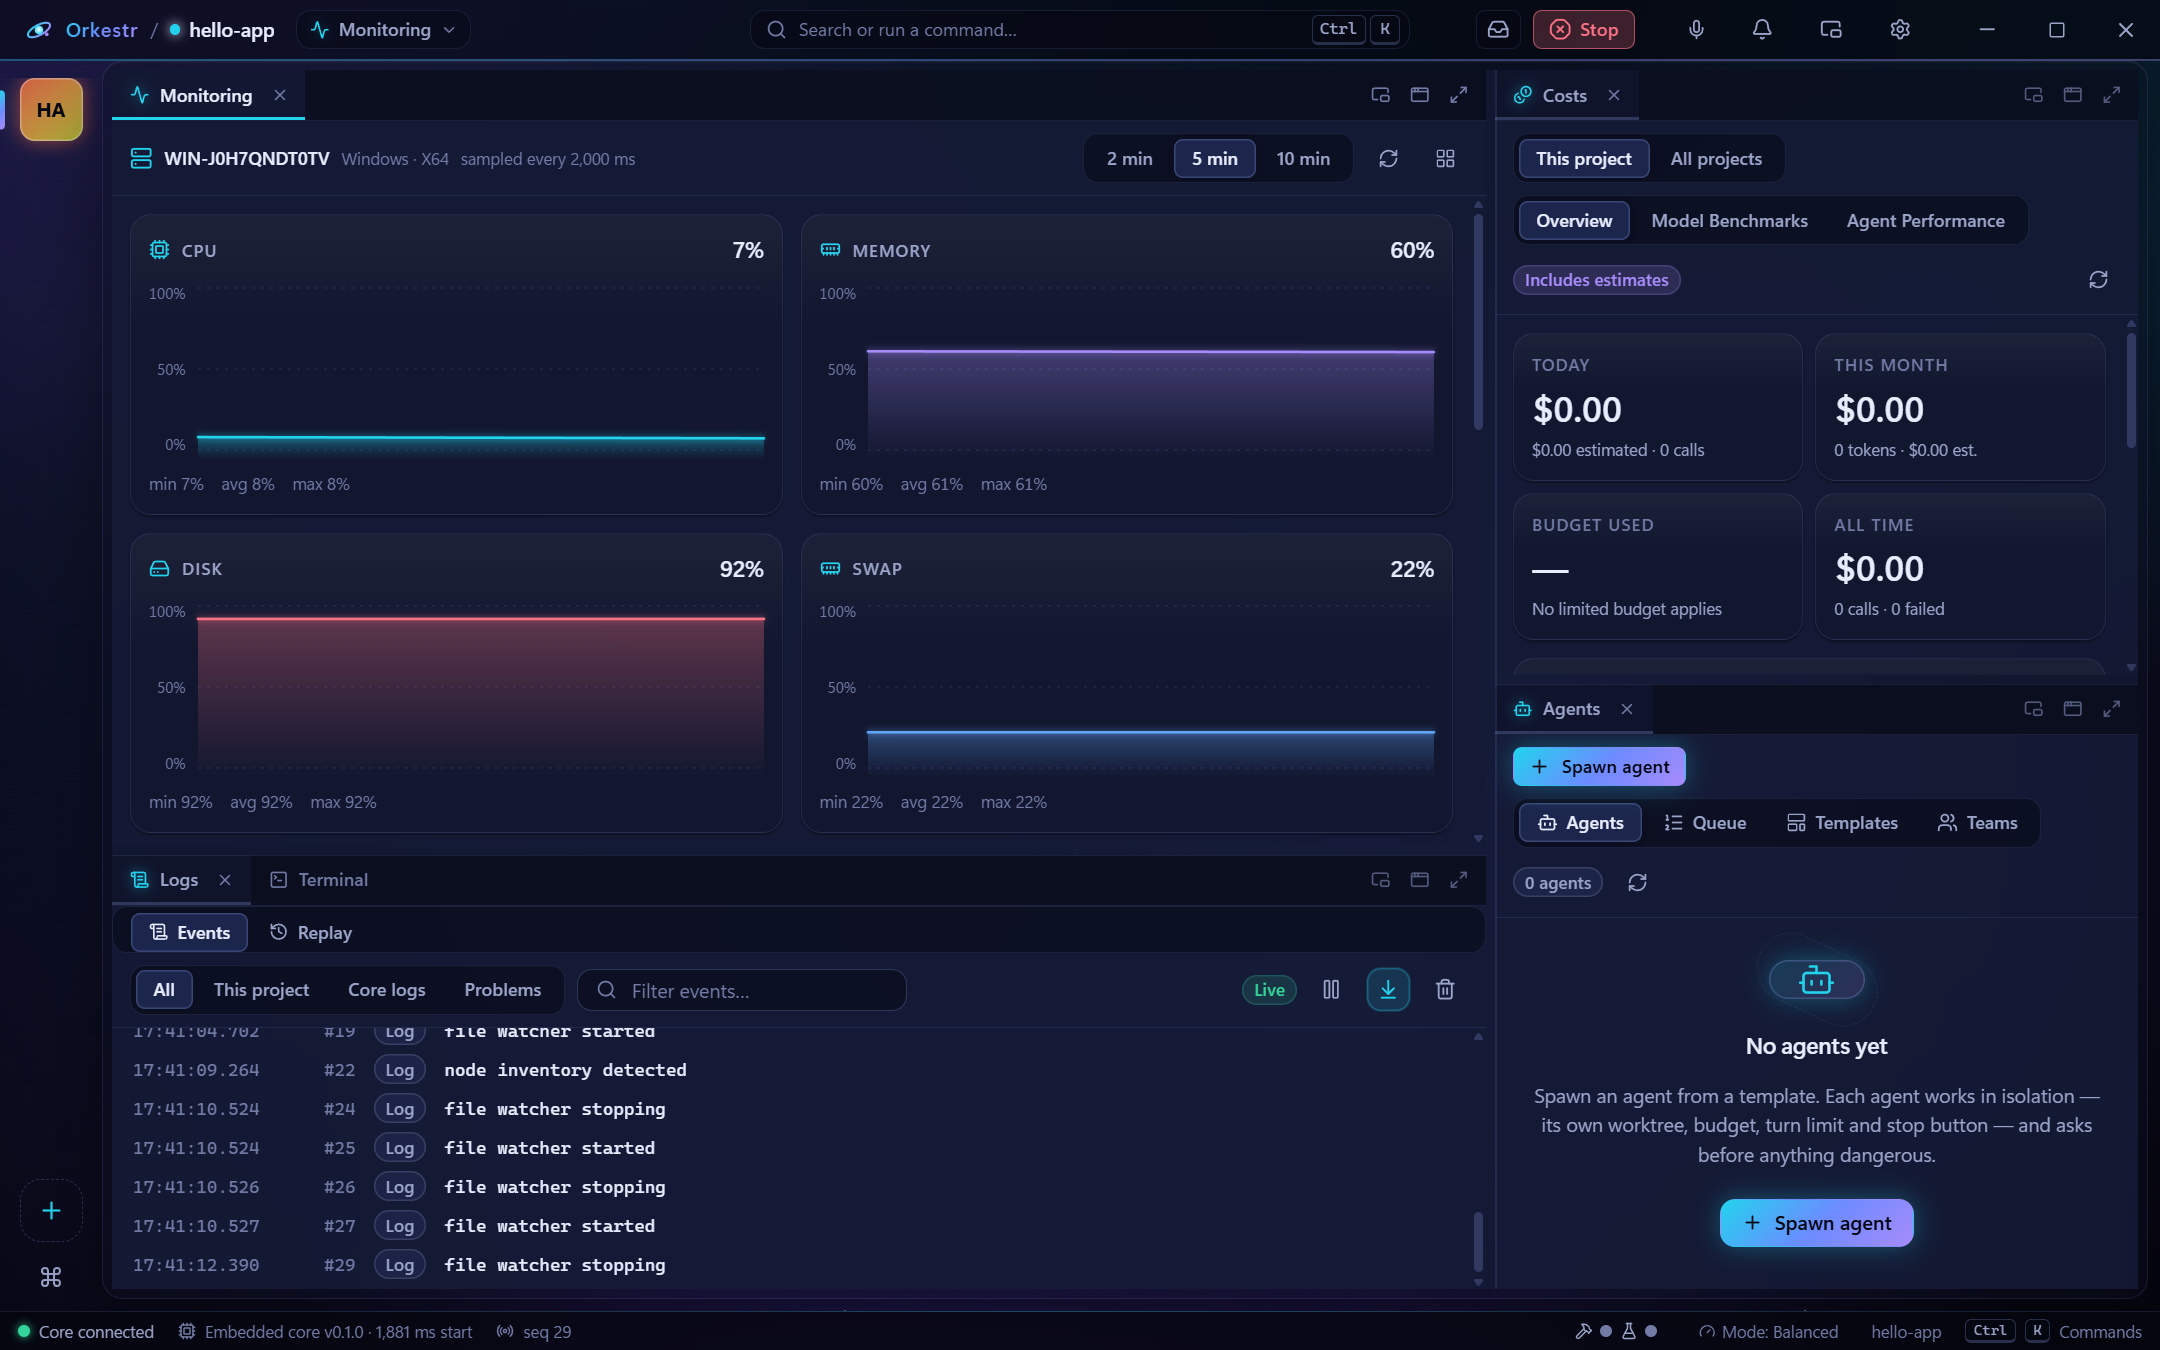 Orkestr / hello-app Monitoring
Search or run a command... Ctrl K
Stop
HA
Monitoring
WIN-J0H7QNDT0TV Windows · X64 sampled every 2,000 ms
2 min 5 min 10 min
CPU 7%
100%
50%
0%
min 7% avg 8% max 8%
MEMORY 60%
100%
50%
0%
min 60% avg 61% max 61%
DISK 92%
100%
50%
0%
min 92% avg 92% max 92%
SWAP 22%
100%
50%
0%
min 22% avg 22% max 22%
Logs Terminal
Events Replay
All This project Core logs Problems
Filter events...
Live
17:41:04.702 #19 Log file watcher started
17:41:09.264 #22 Log node inventory detected
17:41:10.524 #24 Log file watcher stopping
17:41:10.524 #25 Log file watcher started
17:41:10.526 #26 Log file watcher stopping
17:41:10.527 #27 Log file watcher started
17:41:12.390 #29 Log file watcher stopping
Costs
This project All projects
Overview Model Benchmarks Agent Performance
Includes estimates
TODAY
$0.00
$0.00 estimated · 0 calls
THIS MONTH
$0.00
0 tokens · $0.00 est.
BUDGET USED
—
No limited budget applies
ALL TIME
$0.00
0 calls · 0 failed
Agents
Spawn agent
Agents Queue Templates Teams
0 agents
No agents yet
Spawn an agent from a template. Each agent works in isolation —
its own worktree, budget, turn limit and stop button — and asks
before anything dangerous.
Spawn agent
Core connected Embedded core v0.1.0 · 1,881 ms start seq 29
Mode: Balanced hello-app Ctrl K Commands